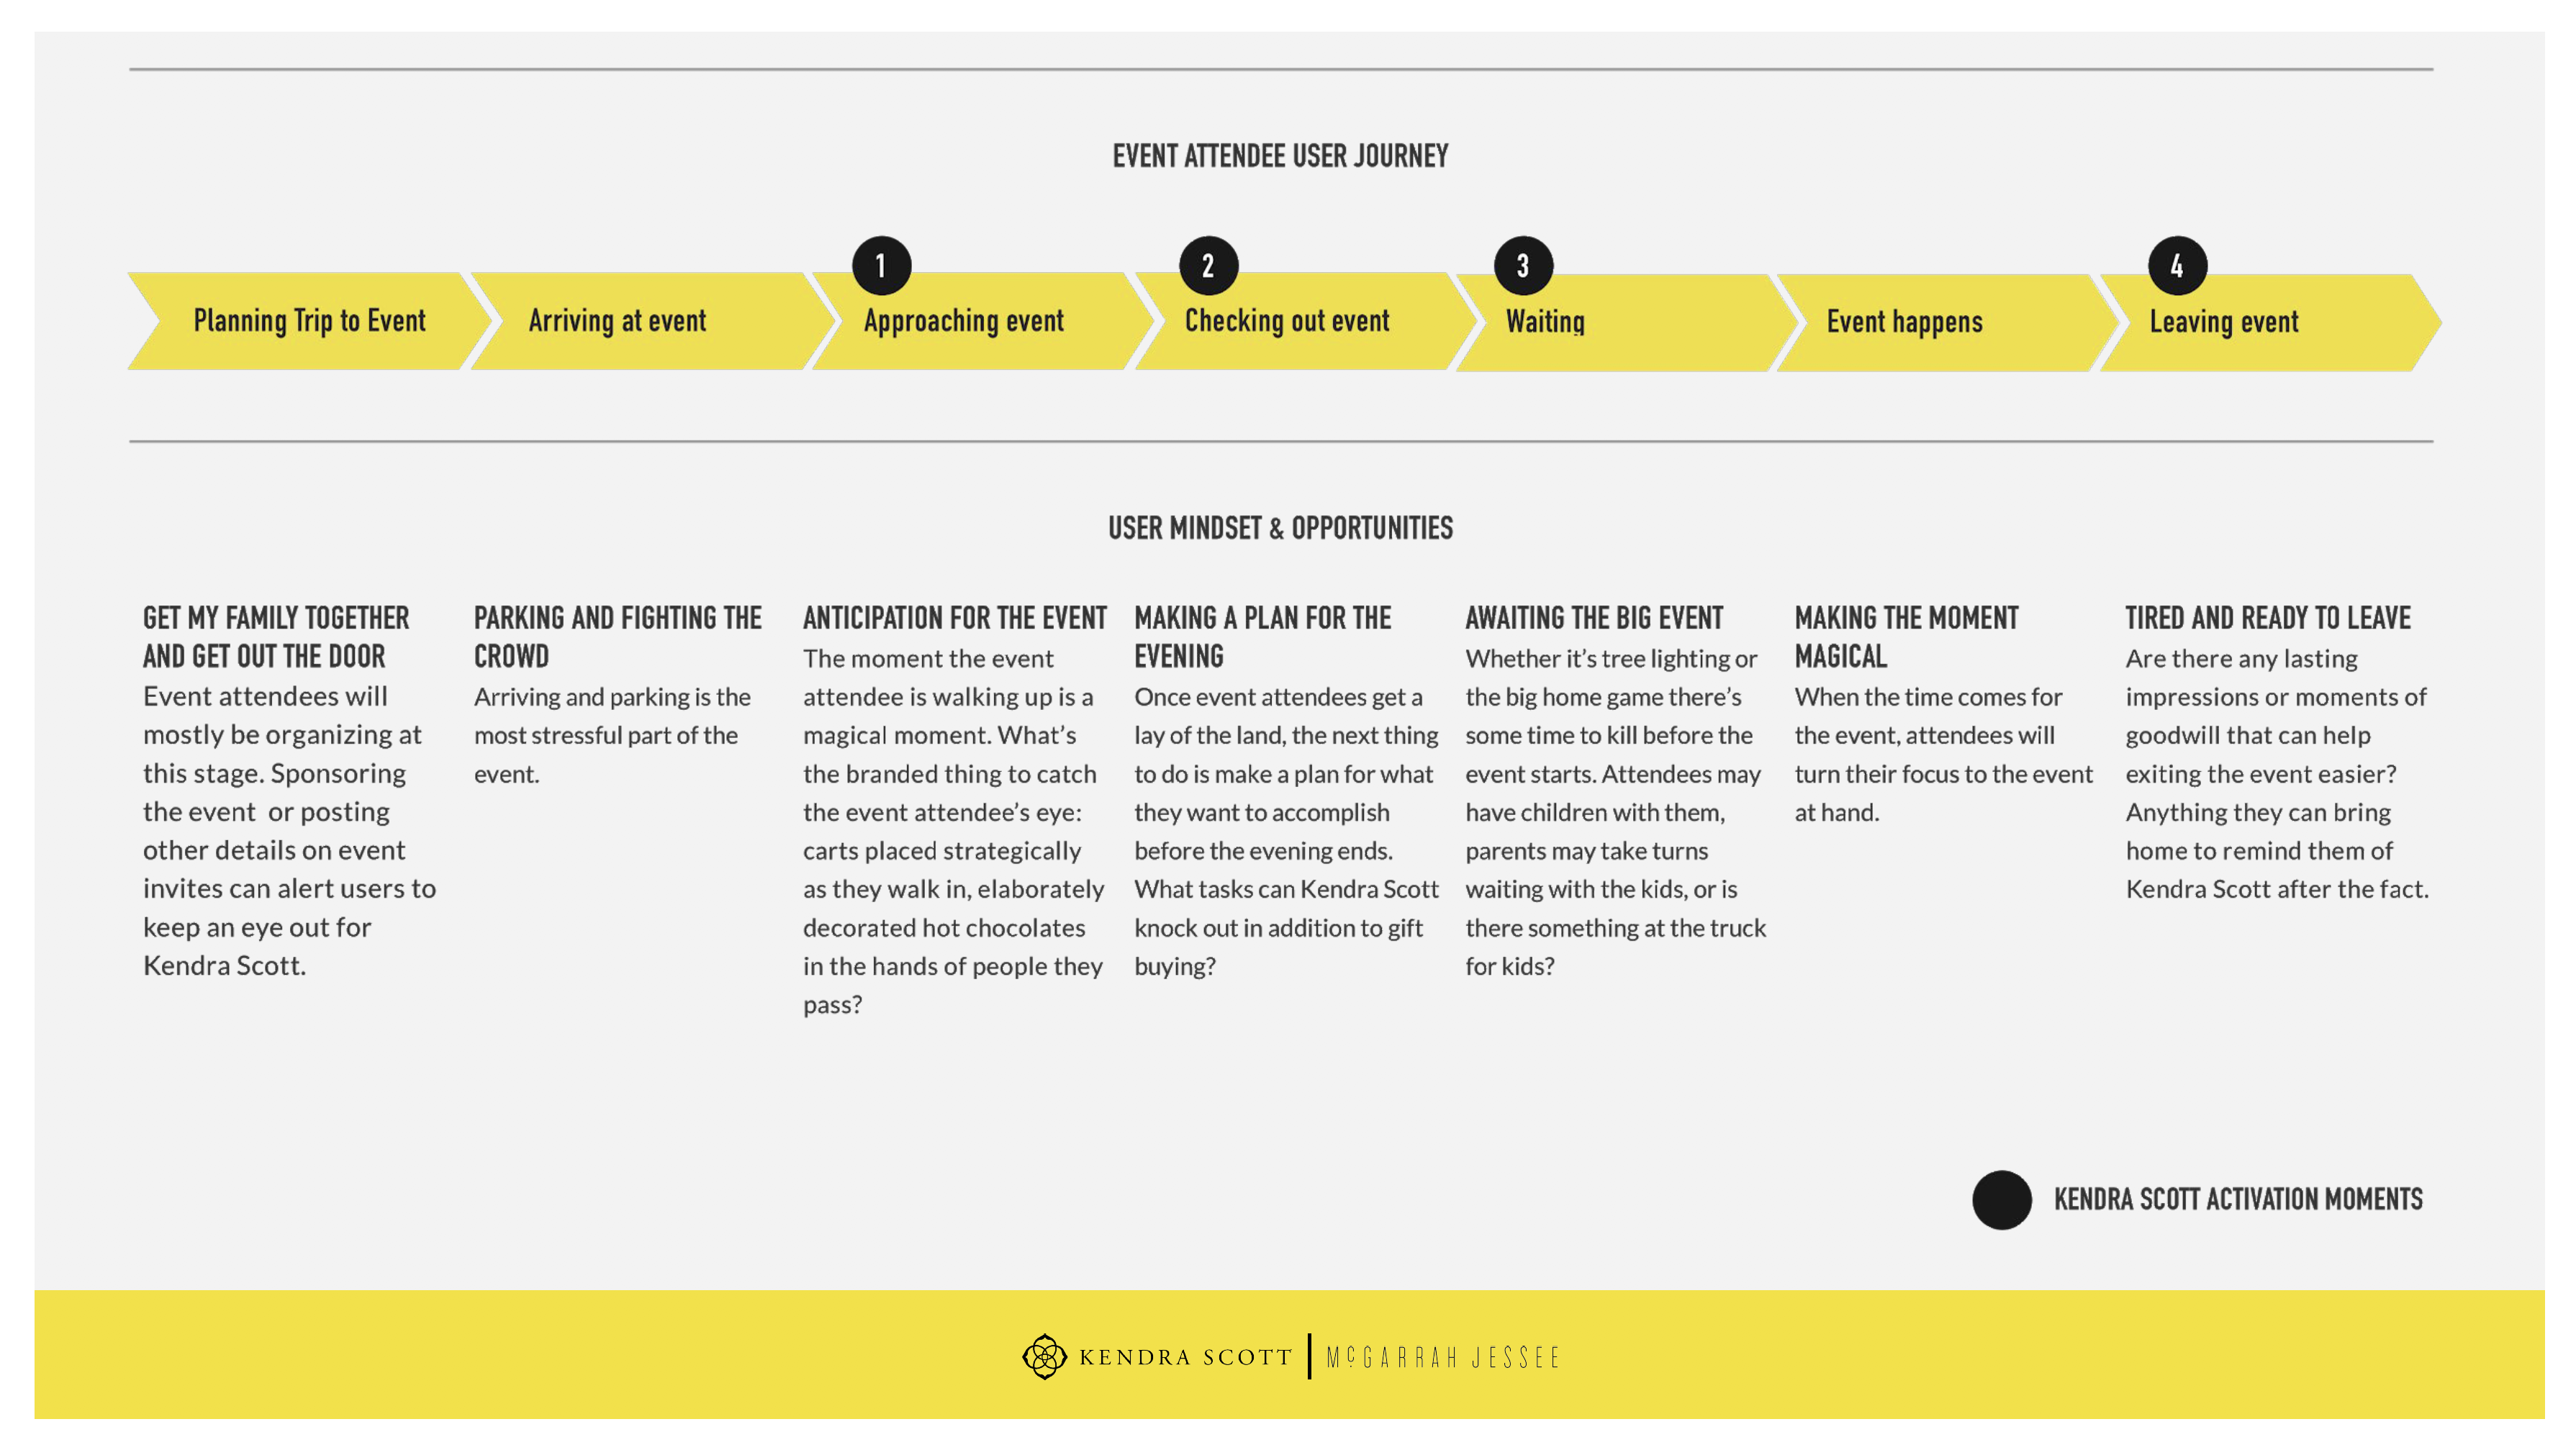 EVENT ATTENDEE USER JOURNEY
1
2
3
4
Planning Trip to Event
Arriving at event
Approaching event
Checking out event
Waiting
Event happens
Leaving event
USER MINDSET & OPPORTUNITIES
GET MY FAMILY TOGETHER
AND GET OUT THE DOOR
Event attendees will
mostly be organizing at
this stage. Sponsoring
the event or posting
other details on event
invites can alert users to
keep an eye out for
Kendra Scott.
PARKING AND FIGHTING THE
CROWD
Arriving and parking is the
most stressful part of the
event.
ANTICIPATION FOR THE EVENT
The moment the event
attendee is walking up is a
magical moment. What's
the branded thing to catch
the event attendee's eye:
carts placed strategically
as they walk in, elaborately
decorated hot chocolates
in the hands of people they
pass?
MAKING A PLAN FOR THE
EVENING
Once event attendees get a
lay of the land, the next thing
to do is make a plan for what
they want to accomplish
before the evening ends.
What tasks can Kendra Scott
knock out in addition to gift
buying?
AWAITING THE BIG EVENT
Whether it's tree lighting or
the big home game there's
some time to kill before the
event starts. Attendees may
have children with them,
parents may take turns
waiting with the kids, or is
there something at the truck
for kids?
MAKING THE MOMENT
MAGICAL
When the time comes for
the event, attendees will
turn their focus to the event
at hand.
TIRED AND READY TO LEAVE
Are there any lasting
impressions or moments of
goodwill that can help
exiting the event easier?
Anything they can bring
home to remind them of
Kendra Scott after the fact.
KENDRA SCOTT ACTIVATION MOMENTS
KENDRA SCOTT | McGARRAH JESSEE